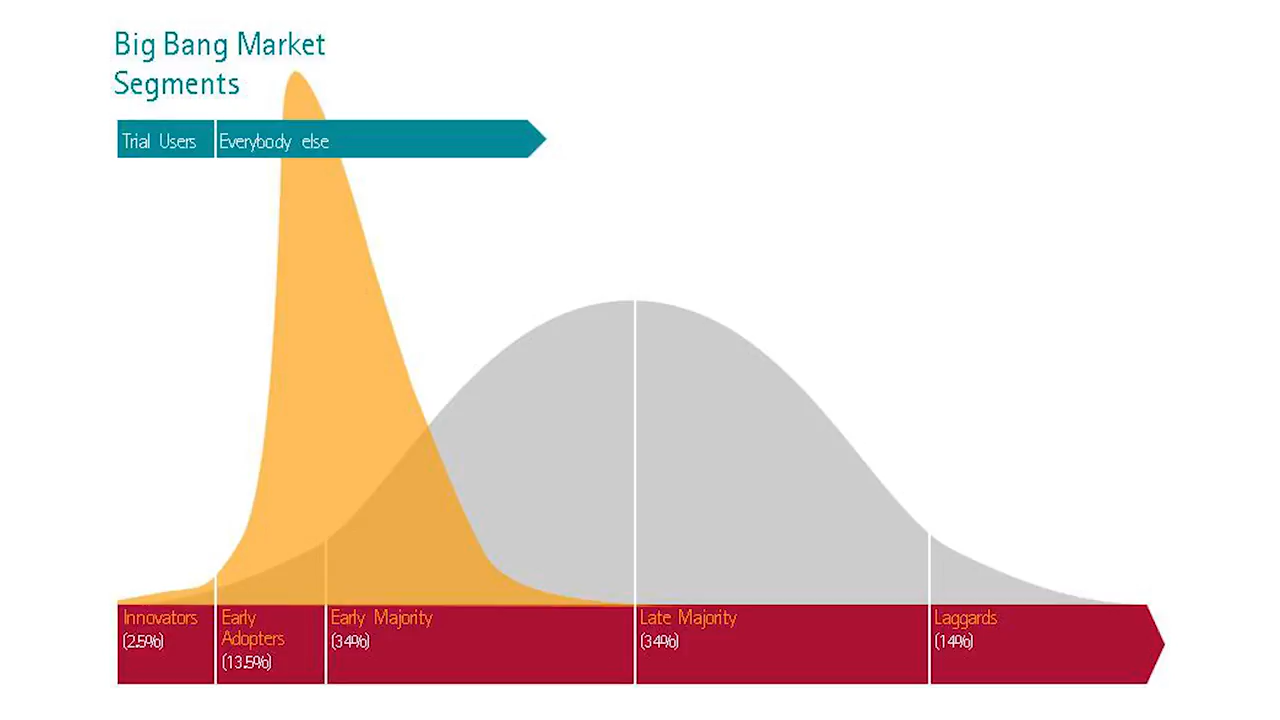 Big Bang Market
Segments
Trial Users
Everybody else
Innovators
(2.5%)
Early
Adopters
(13.5%)
Early Majority
(34%)
Late Majority
(34%)
Laggards
(14%)